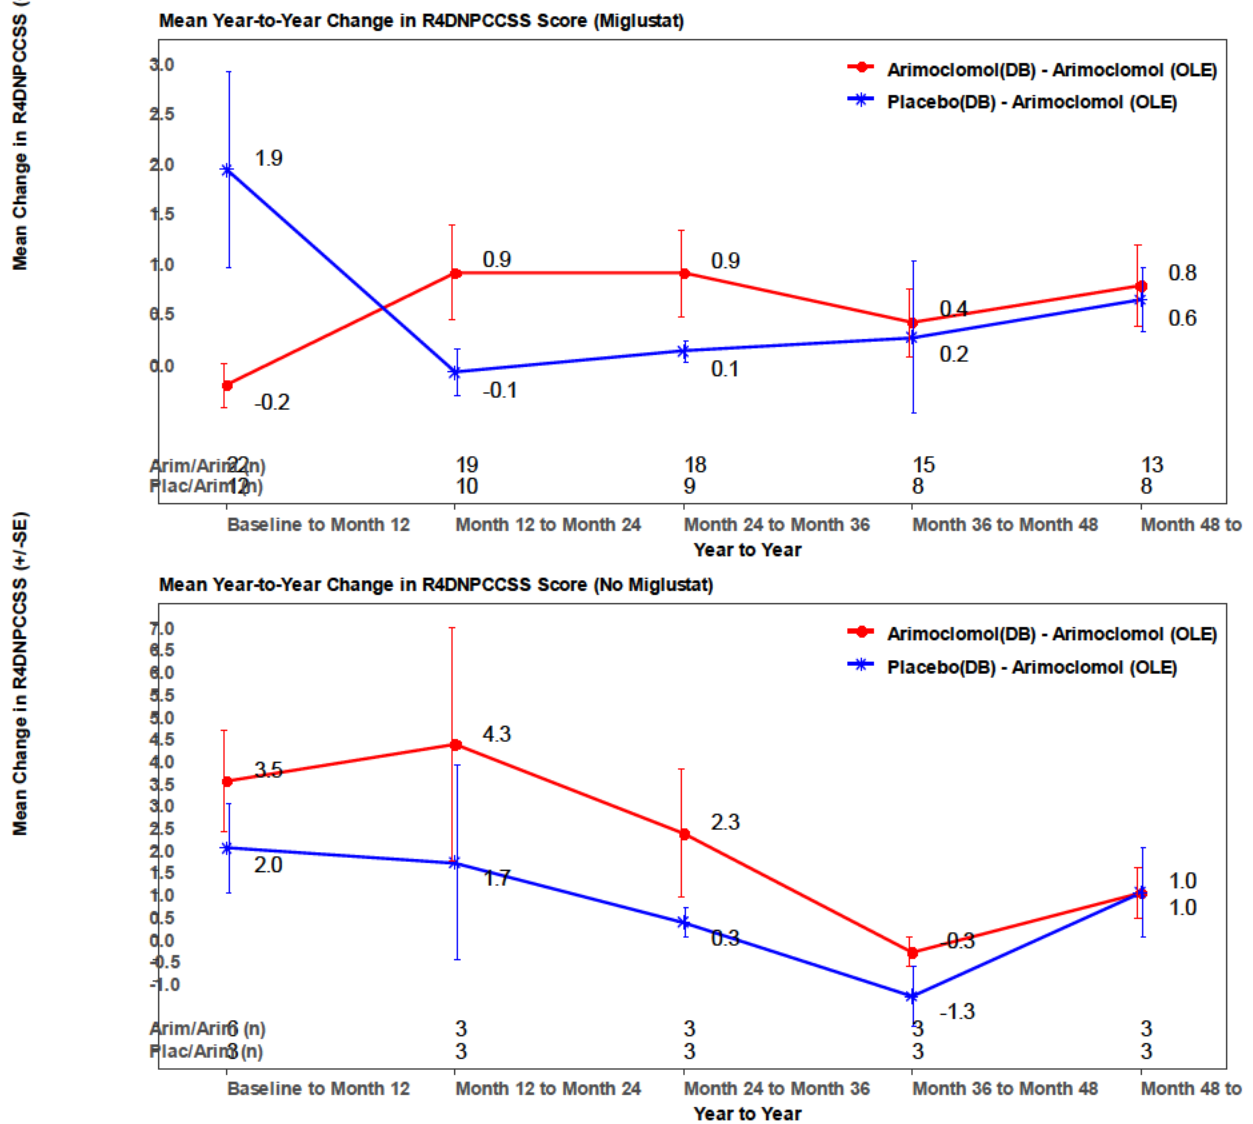 Mean Change in R4DNPCCSS (
Mean Year-to-Year Change in R4DNPCCSS Score (Miglustat)
Arimoclomol(DB) - Arimoclomol (OLE)
Placebo(DB) - Arimoclomol (OLE)
3.0
2.5
2.0
1.5
1.0
0.5
0.0
1.9
0.9
0.9
0.4
0.8
-0.2
-0.1
0.1
0.2
0.6
Arim/Arim (n) 22 19 18 15 13
Plac/Arim (n) 12 10 9 8 8
Baseline to Month 12 Month 12 to Month 24 Month 24 to Month 36 Month 36 to Month 48 Month 48 to
Year to Year
Mean Change in R4DNPCCSS (+/-SE)
Mean Year-to-Year Change in R4DNPCCSS Score (No Miglustat)
Arimoclomol(DB) - Arimoclomol (OLE)
Placebo(DB) - Arimoclomol (OLE)
7.0
6.5
6.0
5.5
5.0
4.5
4.0
3.5
3.0
2.5
2.0
1.5
1.0
0.5
0.0
-0.5
-1.0
3.5
4.3
2.3
-0.3
1.0
2.0
1.7
0.3
-1.3
1.0
Arim/Arim (n) 3 3 3 3
Plac/Arim (n) 3 3 3 3 3
Baseline to Month 12 Month 12 to Month 24 Month 24 to Month 36 Month 36 to Month 48 Month 48 to
Year to Year